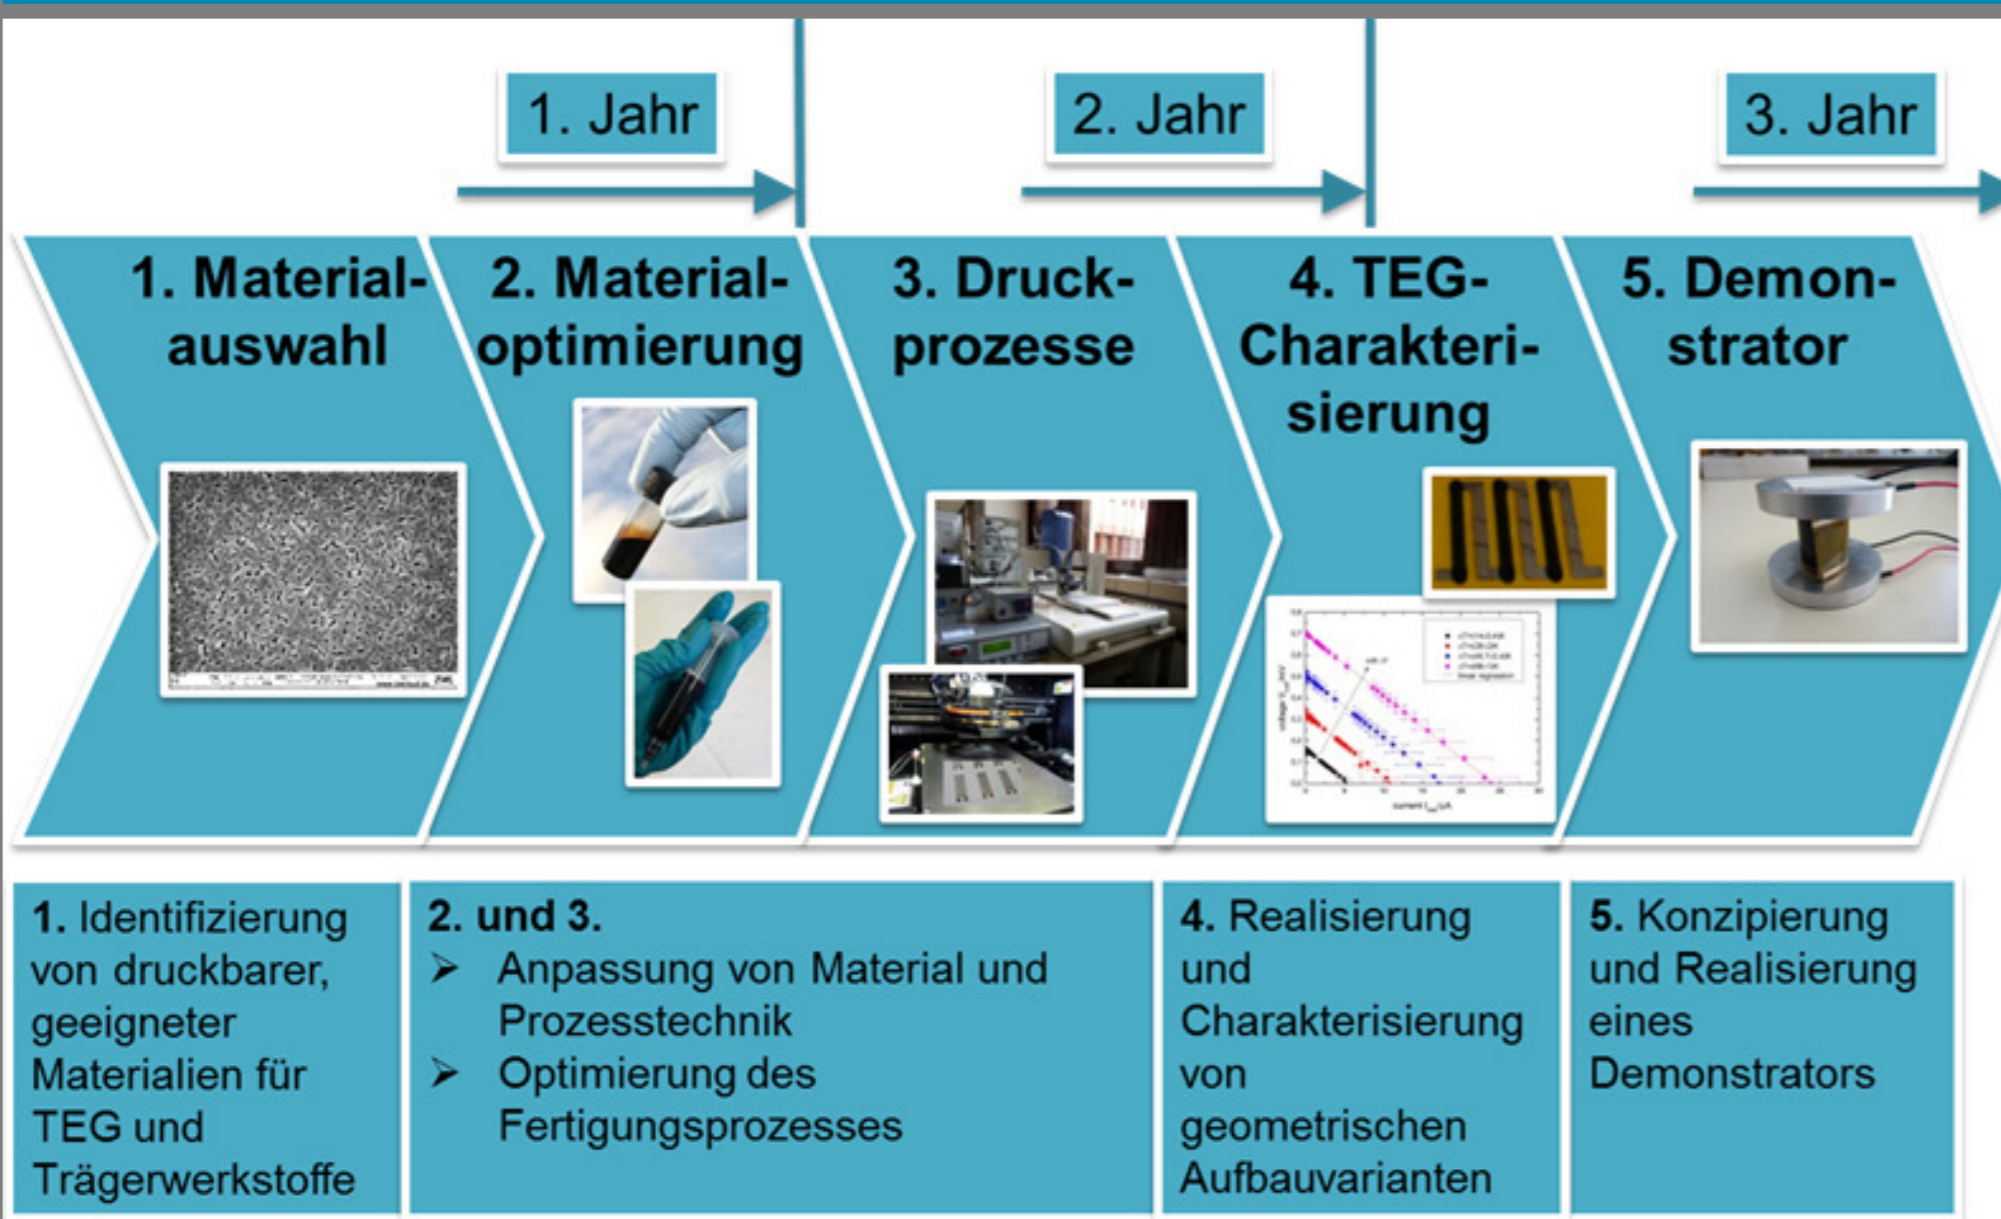 1. Jahr
2. Jahr
3. Jahr
1. Material-
auswahl
2. Material-
optimierung
3. Druck-
prozesse
4. TEG-
Charakteri-
sierung
5. Demon-
strator
1. Identifizierung
von druckbarer,
geeigneter
Materialien für
TEG und
Trägerwerkstoffe
2. und 3.
➢ Anpassung von Material und
Prozesstechnik
➢ Optimierung des
Fertigungsprozesses
4. Realisierung
und
Charakterisierung
von
geometrischen
Aufbauvarianten
5. Konzipierung
und Realisierung
eines
Demonstrators